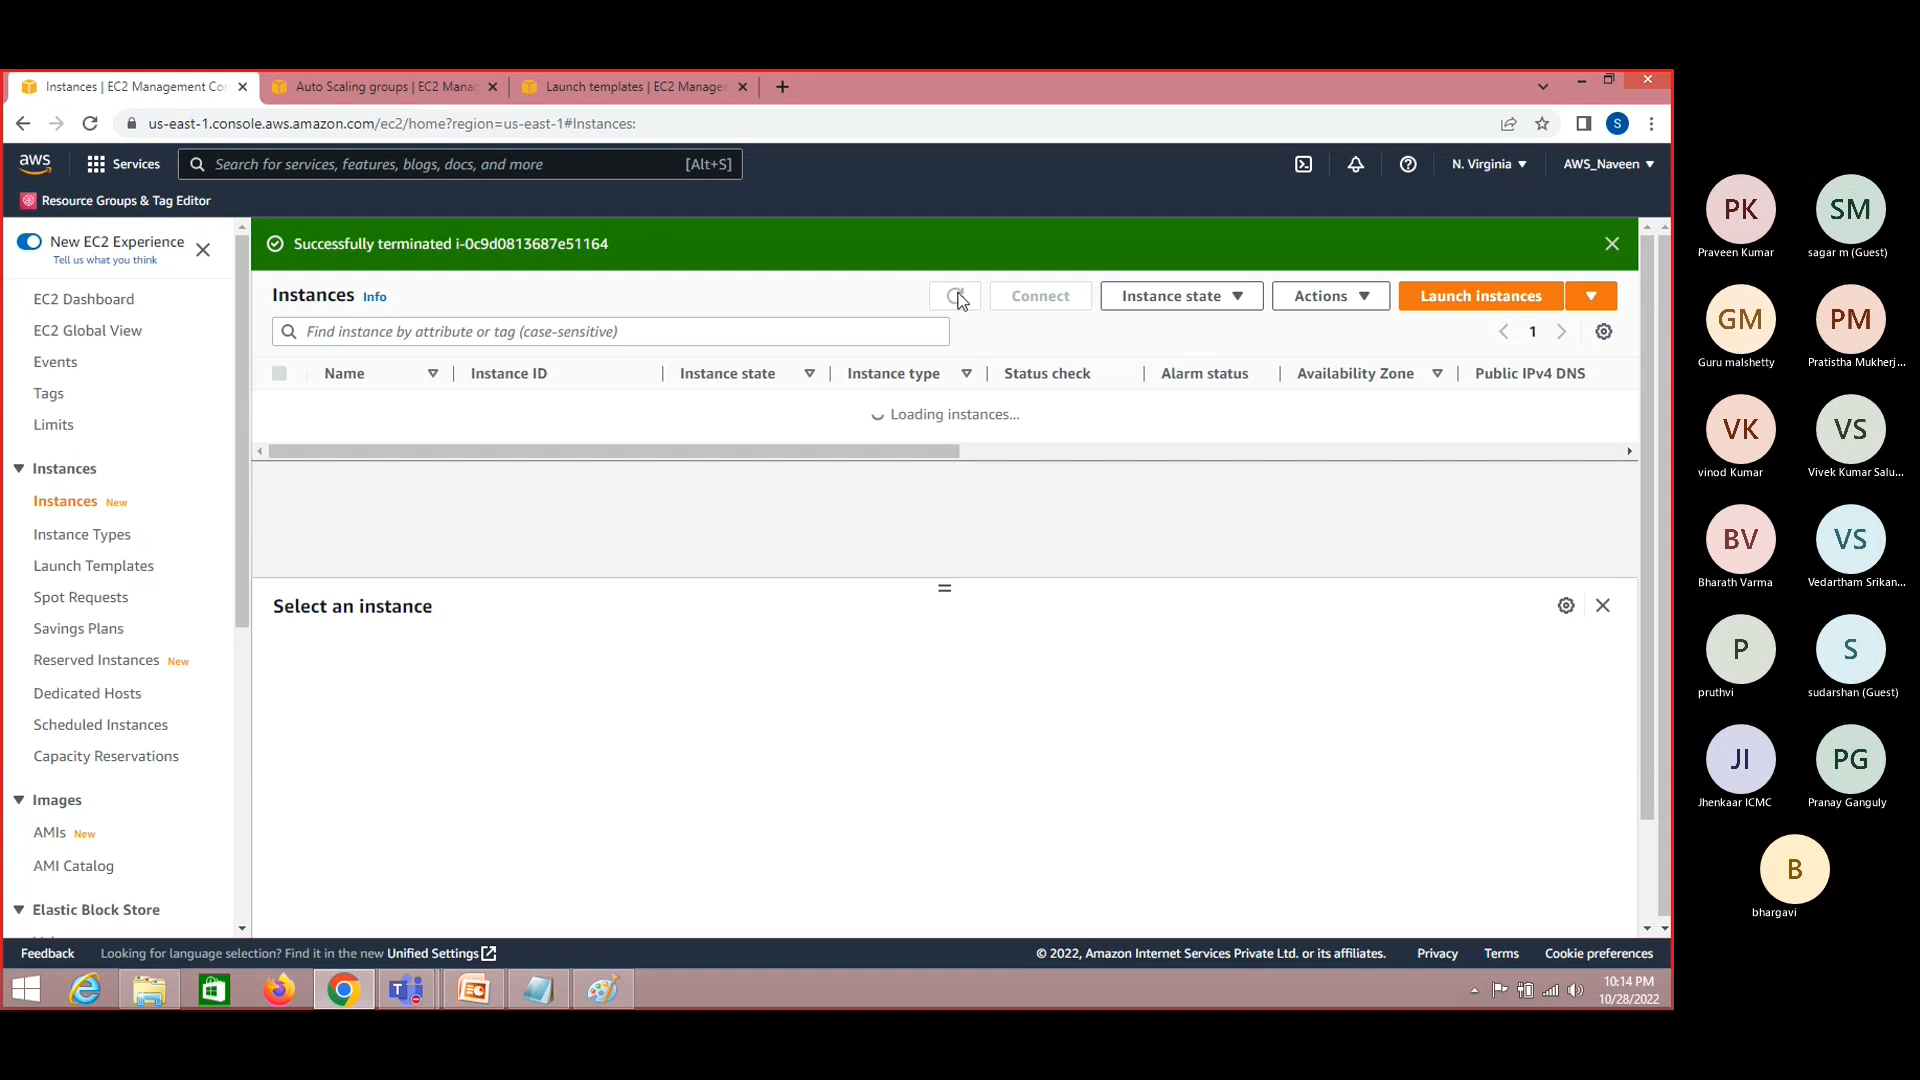 Instances | EC2 Management Co
Auto Scaling groups | EC2 Mana
Launch templates | EC2 Manage
us-east-1.console.aws.amazon.com/ec2/home?region=us-east-1#Instances:
S
aws
Services
Search for services, features, blogs, docs, and more
[Alt+S]
N. Virginia
AWS_Naveen
Resource Groups & Tag Editor
New EC2 Experience
Tell us what you think
EC2 Dashboard
EC2 Global View
Events
Tags
Limits
Instances
Instances New
Instance Types
Launch Templates
Spot Requests
Savings Plans
Reserved Instances New
Dedicated Hosts
Scheduled Instances
Capacity Reservations
Images
AMIs New
AMI Catalog
Elastic Block Store
Successfully terminated i-0c9d0813687e51164
Instances Info
Connect
Instance state
Actions
Launch instances
Find instance by attribute or tag (case-sensitive)
1
Name
Instance ID
Instance state
Instance type
Status check
Alarm status
Availability Zone
Public IPv4 DNS
Loading instances...
Select an instance
Feedback
Looking for language selection? Find it in the new Unified Settings
© 2022, Amazon Internet Services Private Ltd. or its affiliates.
Privacy
Terms
Cookie preferences
10:14 PM
10/28/2022
PK
Praveen Kumar
SM
sagar m (Guest)
GM
Guru malshetty
PM
Pratistha Mukherj...
VK
vinod Kumar
VS
Vivek Kumar Salu...
BV
Bharath Varma
VS
Vedartham Srikan...
P
pruthvi
S
sudarshan (Guest)
JI
Jhenkaar ICMC
PG
Pranay Ganguly
B
bhargavi